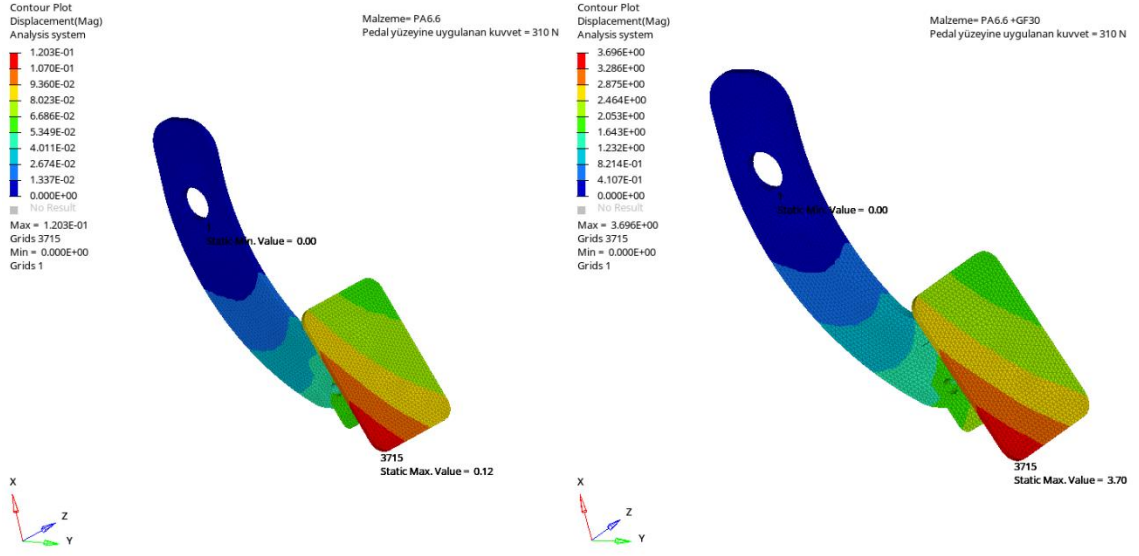 Contour Plot
Displacement(Mag)
Analysis system
1.203E-01
1.070E-01
9.360E-02
8.023E-02
6.686E-02
5.349E-02
4.011E-02
2.674E-02
1.337E-02
0.000E+00
No Result
Max = 1.203E-01
Grids 3715
Min = 0.000E+00
Grids 1
Malzeme= PA6.6
Pedal yüzeyine uygulanan kuvvet = 310 N
Static Min. Value = 0.00
3715
Static Max. Value = 0.12
X
Z
Y
Contour Plot
Displacement(Mag)
Analysis system
3.696E+00
3.286E+00
2.875E+00
2.464E+00
2.053E+00
1.643E+00
1.232E+00
8.214E-01
4.107E-01
0.000E+00
No Result
Max = 3.696E+00
Grids 3715
Min = 0.000E+00
Grids 1
Malzeme= PA6.6 +GF30
Pedal yüzeyine uygulanan kuvvet = 310 N
Static Min. Value = 0.00
3715
Static Max. Value = 3.70
X
Z
Y